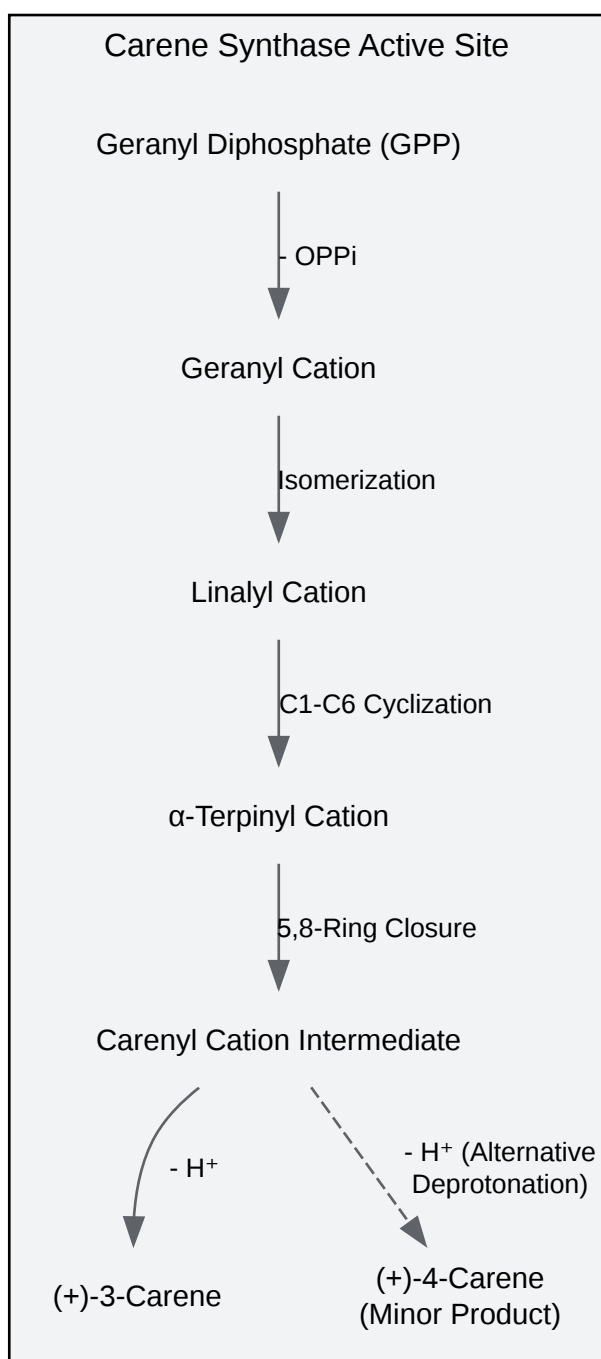 Carene Synthase Active Site
Geranyl Diphosphate (GPP)
- OPPi
Geranyl Cation
Isomerization
Linalyl Cation
C1-C6 Cyclization
α-Terpinyl Cation
5,8-Ring Closure
Carenyl Cation Intermediate
- H⁺
- H⁺ (Alternative
Deprotonation)
(+)-3-Carene
(+)-4-Carene
(Minor Product)